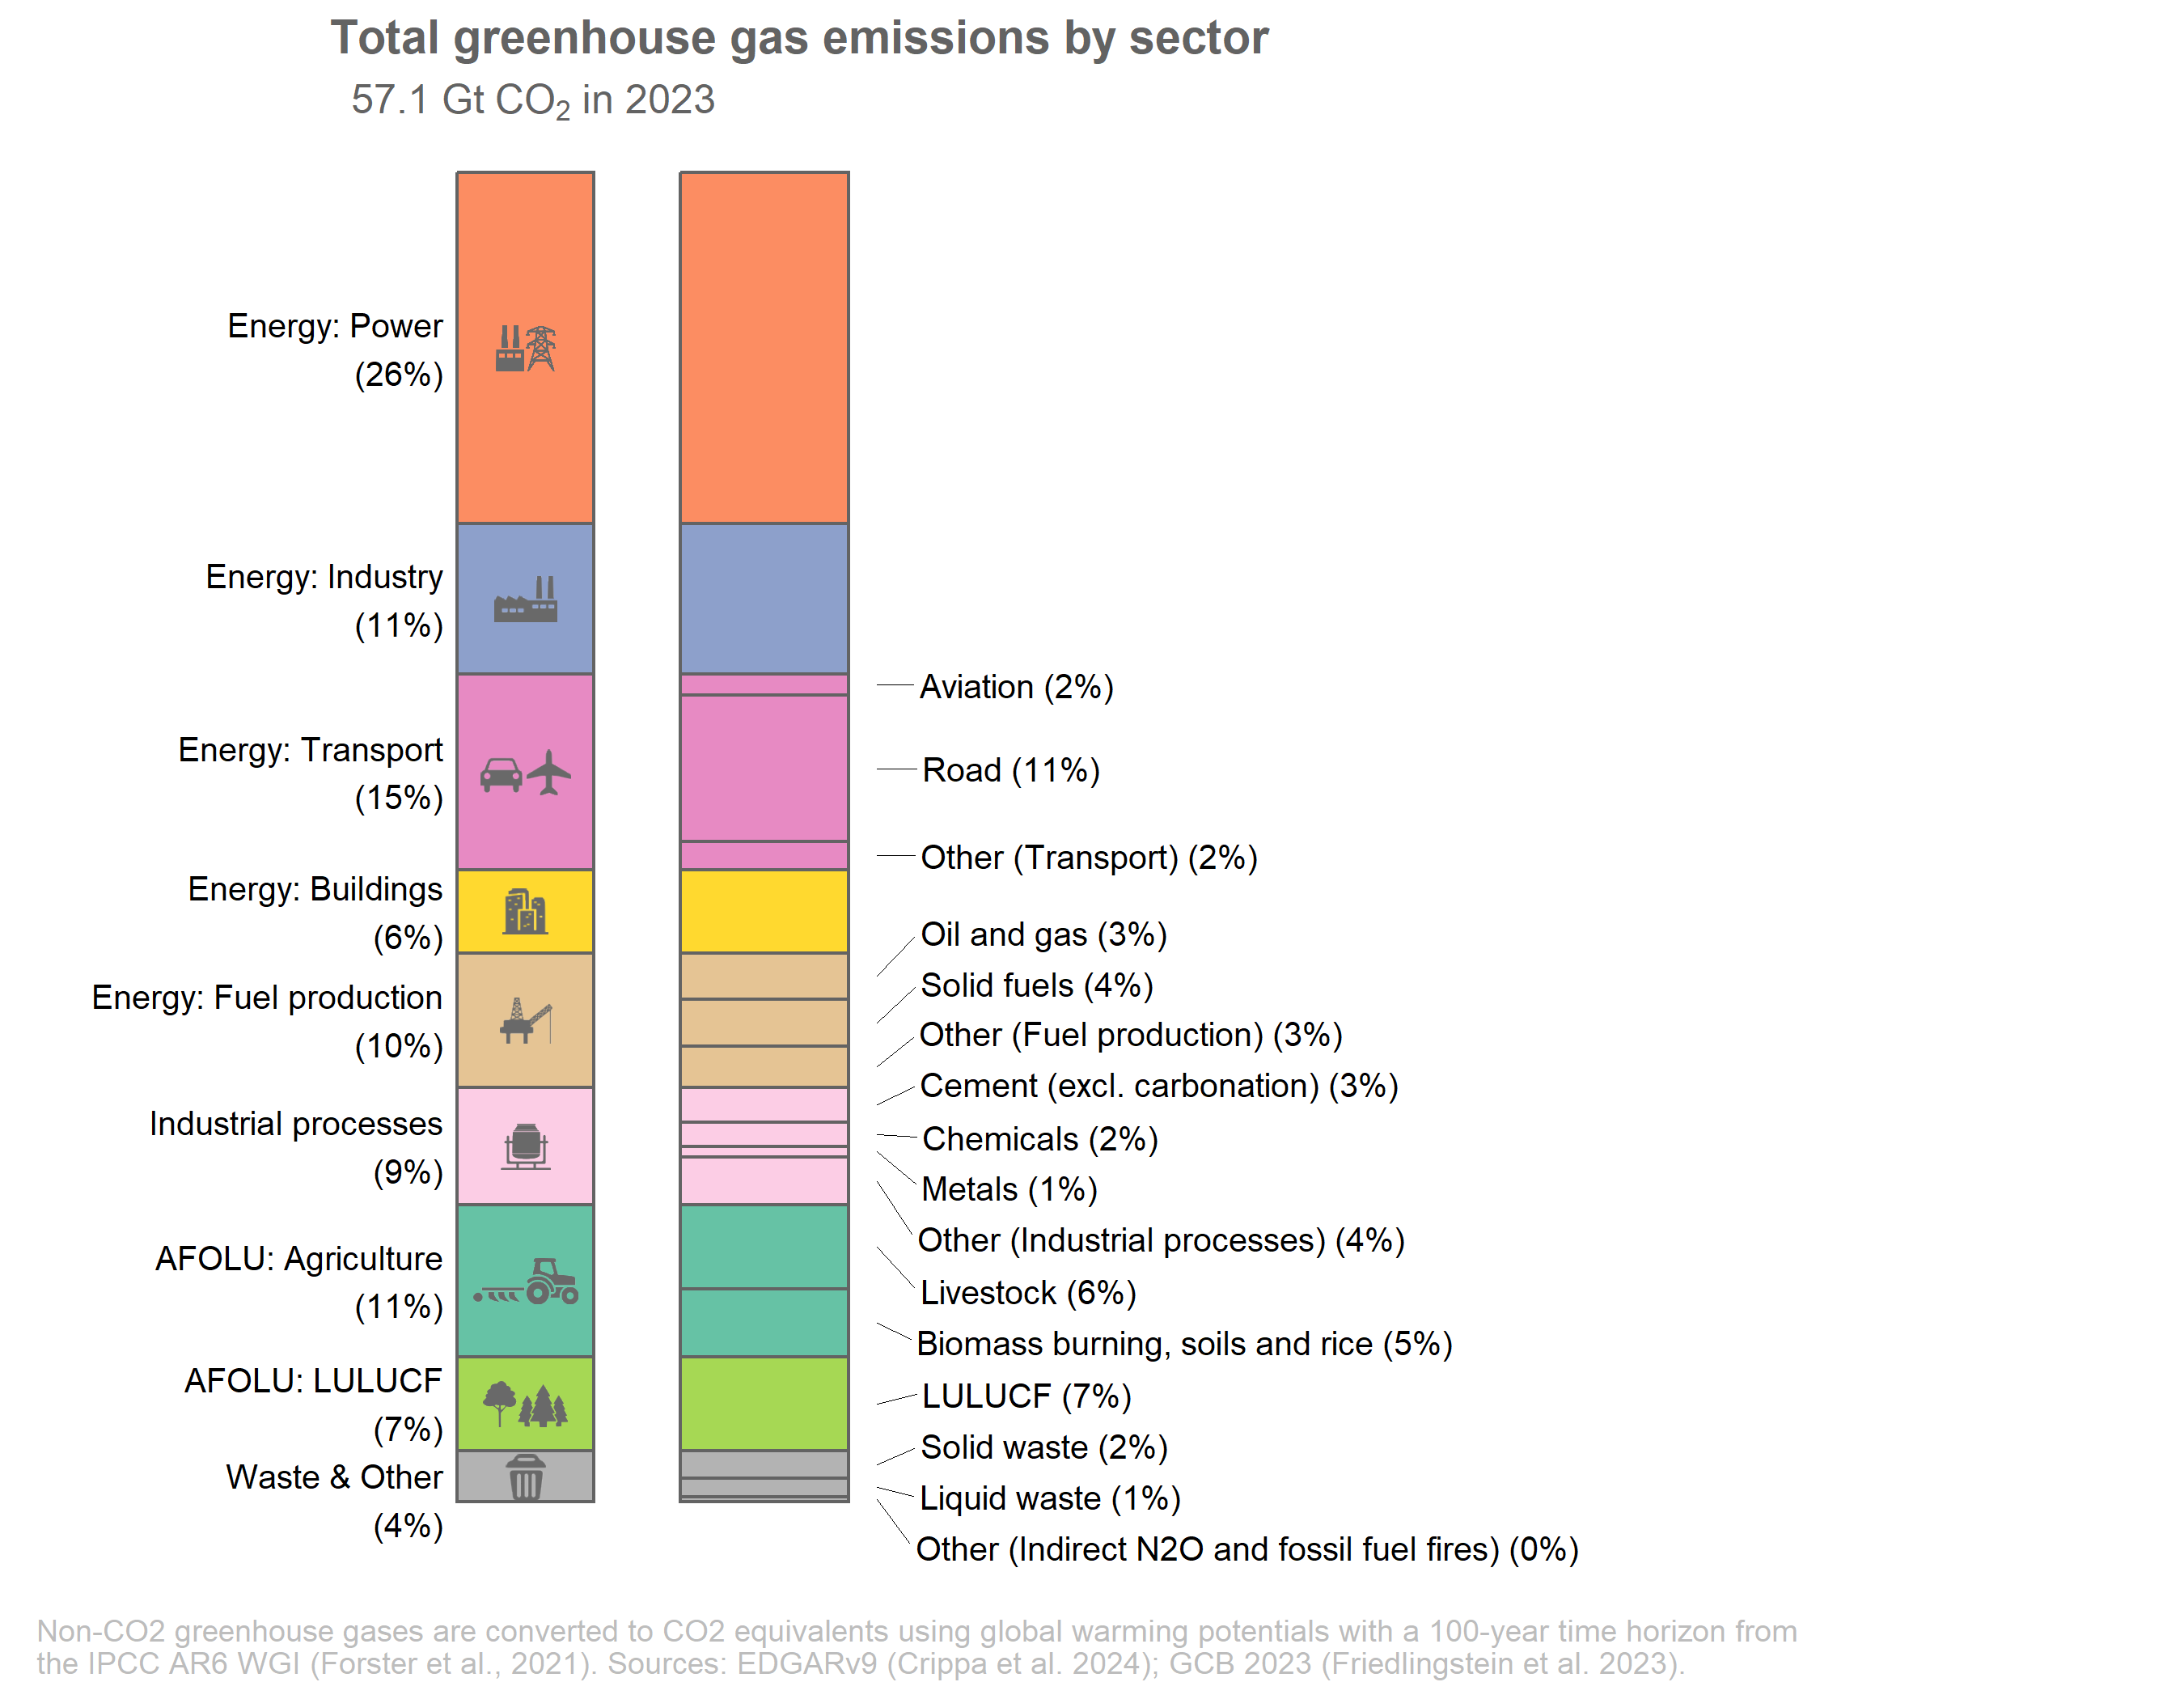 Total greenhouse gas emissions by sector
57.1 Gt CO₂ in 2023
Energy: Power
(26%)
Energy: Industry
(11%)
Energy: Transport
(15%)
Energy: Buildings
(6%)
Energy: Fuel production
(10%)
Industrial processes
(9%)
AFOLU: Agriculture
(11%)
AFOLU: LULUCF
(7%)
Waste & Other
(4%)
Aviation (2%)
Road (11%)
Other (Transport) (2%)
Oil and gas (3%)
Solid fuels (4%)
Other (Fuel production) (3%)
Cement (excl. carbonation) (3%)
Chemicals (2%)
Metals (1%)
Other (Industrial processes) (4%)
Livestock (6%)
Biomass burning, soils and rice (5%)
LULUCF (7%)
Solid waste (2%)
Liquid waste (1%)
Other (Indirect N2O and fossil fuel fires) (0%)
Non-CO2 greenhouse gases are converted to CO2 equivalents using global warming potentials with a 100-year time horizon from
the IPCC AR6 WGI (Forster et al., 2021). Sources: EDGARv9 (Crippa et al. 2024); GCB 2023 (Friedlingstein et al. 2023).